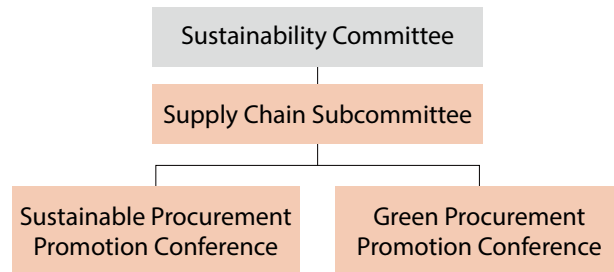 Sustainability Committee
Supply Chain Subcommittee
Sustainable Procurement
Promotion Conference
Green Procurement
Promotion Conference